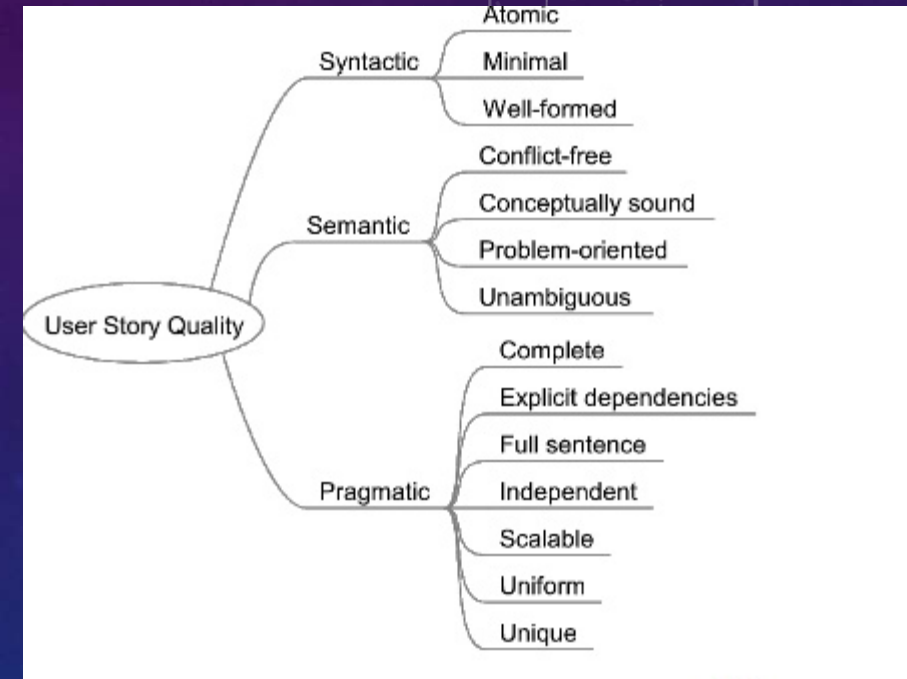 Atomic
Syntactic
Minimal
Well-formed
Conflict-free
Conceptually sound
Semantic
Problem-oriented
Unambiguous
User Story Quality
Complete
Explicit dependencies
Full sentence
Pragmatic
Independent
Scalable
Uniform
Unique